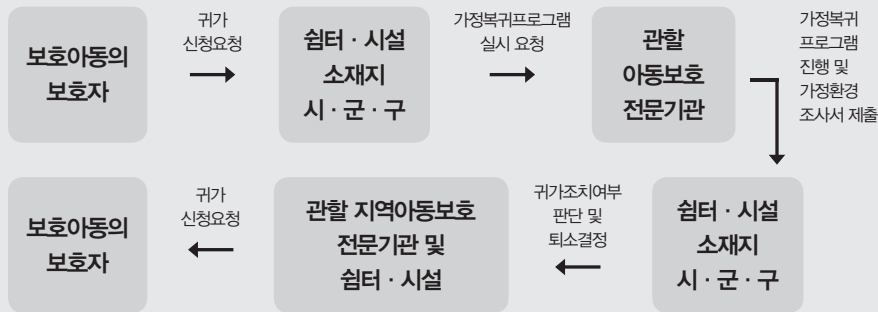 보호아동의
보호자
귀가
신청요청
쉼터 · 시설
소재지
시 · 군 · 구
가정복귀프로그램
실시 요청
관할
아동보호
전문기관
가정복귀
프로그램
진행 및
가정환경
조사서 제출
보호아동의
보호자
귀가
신청요청
관할 지역아동보호
전문기관 및
쉼터 · 시설
귀가조치여부
판단 및
퇴소결정
쉼터 · 시설
소재지
시 · 군 · 구